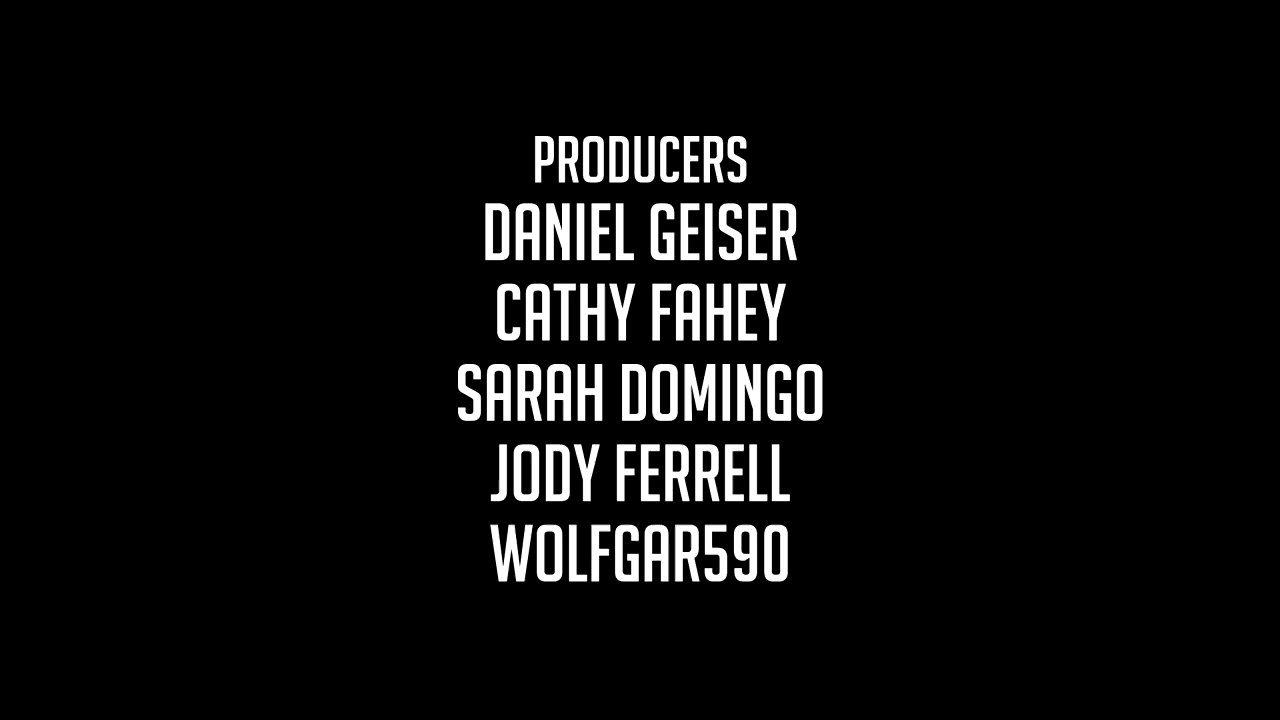 PRODUCERS
DANIEL GEISER
CATHY FAHEY
SARAH DOMINGO
JODY FERRELL
WOLFGAR590